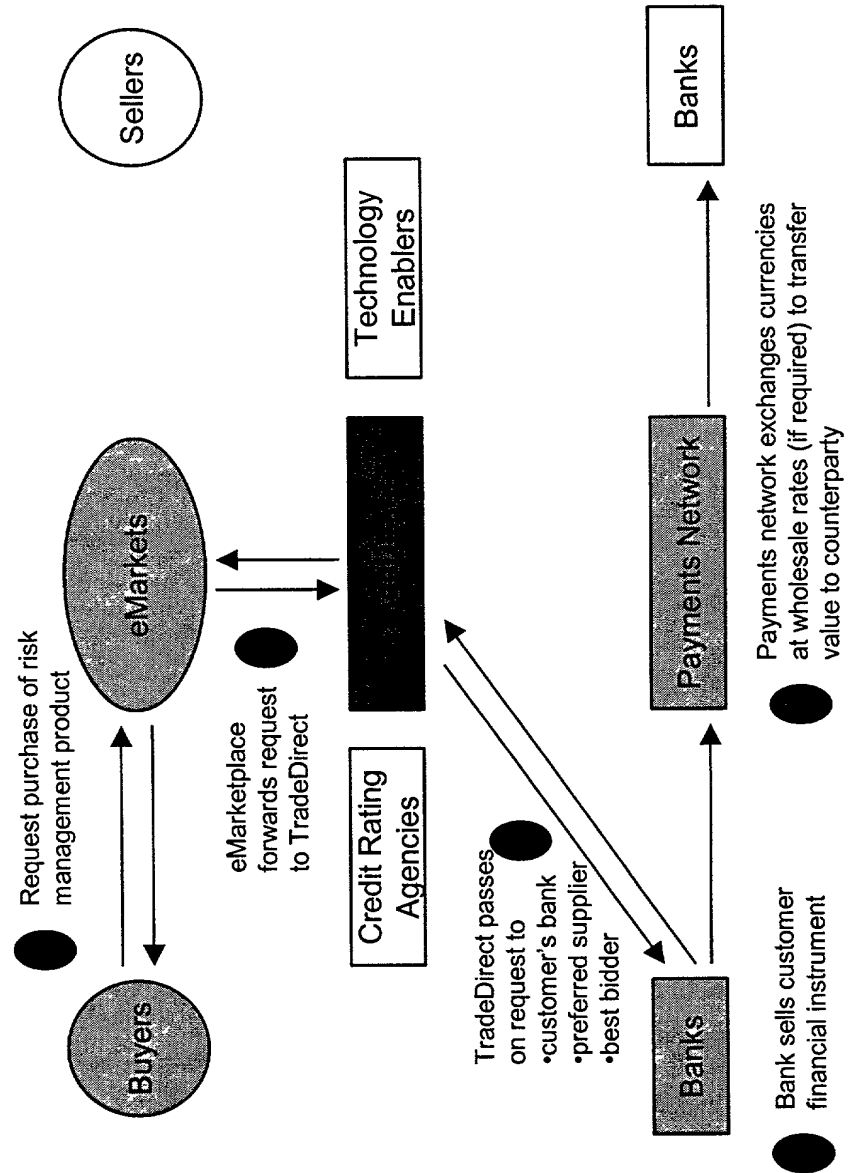 Request purchase of risk
management product
Buyers
eMarkets
Sellers
eMarketplace
forwards request
to TradeDirect
Credit Rating
Agencies
Technology
Enablers
TradeDirect passes
on request to
•customer's bank
•preferred supplier
•best bidder
Banks
Payments Network
Banks
Bank sells customer
financial instrument
Payments network exchanges currencies
at wholesale rates (if required) to transfer
value to counterparty